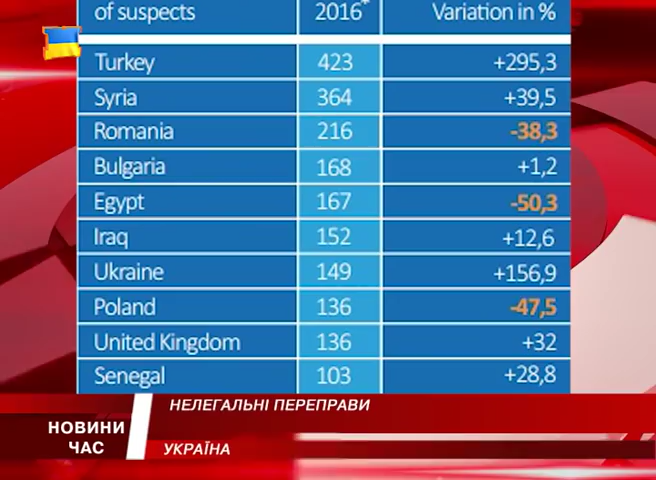 of suspects 2016* Variation in %
Turkey 423 +295,3
Syria 364 +39,5
Romania 216 -38,3
Bulgaria 168 +1,2
Egypt 167 -50,3
Iraq 152 +12,6
Ukraine 149 +156,9
Poland 136 -47,5
United Kingdom 136 +32
Senegal 103 +28,8
НЕЛЕГАЛЬНІ ПЕРЕПРАВИ
НОВИНИ
ЧАС
УКРАЇНА